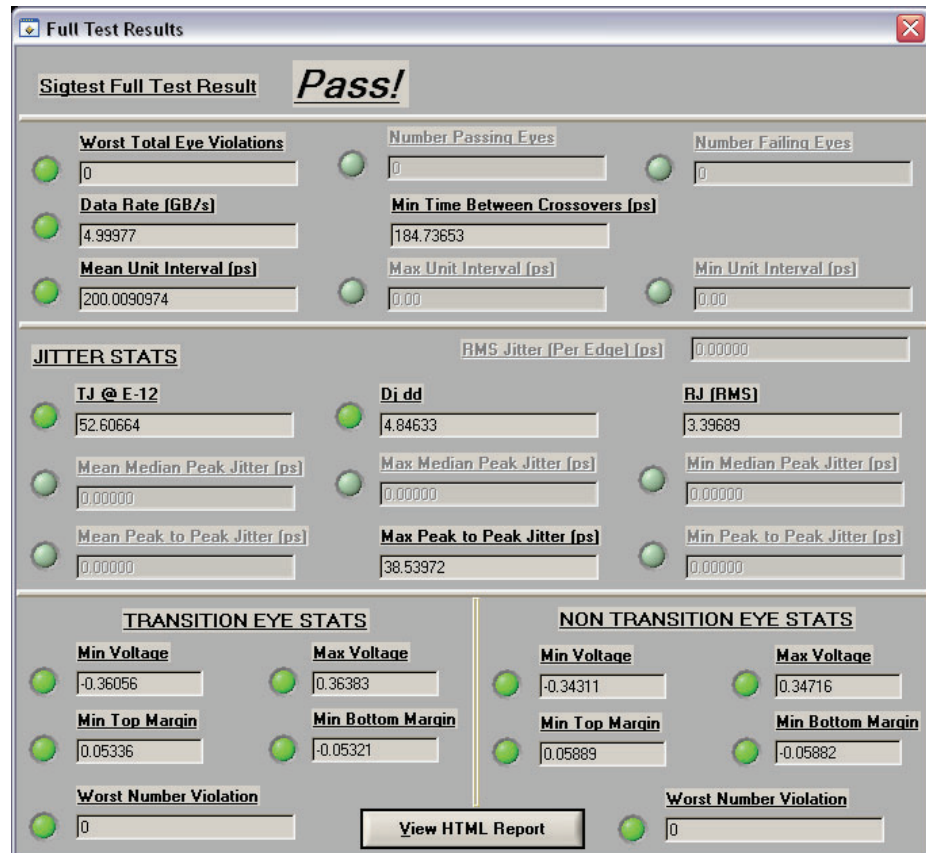 Full Test Results
Sigtest Full Test Result Pass!
Worst Total Eye Violations
0
Number Passing Eyes
0
Number Failing Eyes
0
Data Rate (GB/s)
4.99977
Min Time Between Crossovers (ps)
184.73653
Mean Unit Interval (ps)
200.0090974
Max Unit Interval (ps)
0.00
Min Unit Interval (ps)
0.00
JITTER STATS
RMS Jitter (Per Edge) (ps)
0.00000
TJ @ E-12
52.60664
Dj dd
4.84633
RJ (RMS)
3.39689
Mean Median Peak Jitter (ps)
0.00000
Max Median Peak Jitter (ps)
0.00000
Min Median Peak Jitter (ps)
0.00000
Mean Peak to Peak Jitter (ps)
0.00000
Max Peak to Peak Jitter (ps)
38.53972
Min Peak to Peak Jitter (ps)
0.00000
TRANSITION EYE STATS
Min Voltage
-0.36056
Max Voltage
0.36383
Min Top Margin
0.05336
Min Bottom Margin
-0.05321
Worst Number Violation
0
NON TRANSITION EYE STATS
Min Voltage
-0.34311
Max Voltage
0.34716
Min Top Margin
0.05889
Min Bottom Margin
-0.05882
Worst Number Violation
0
View HTML Report